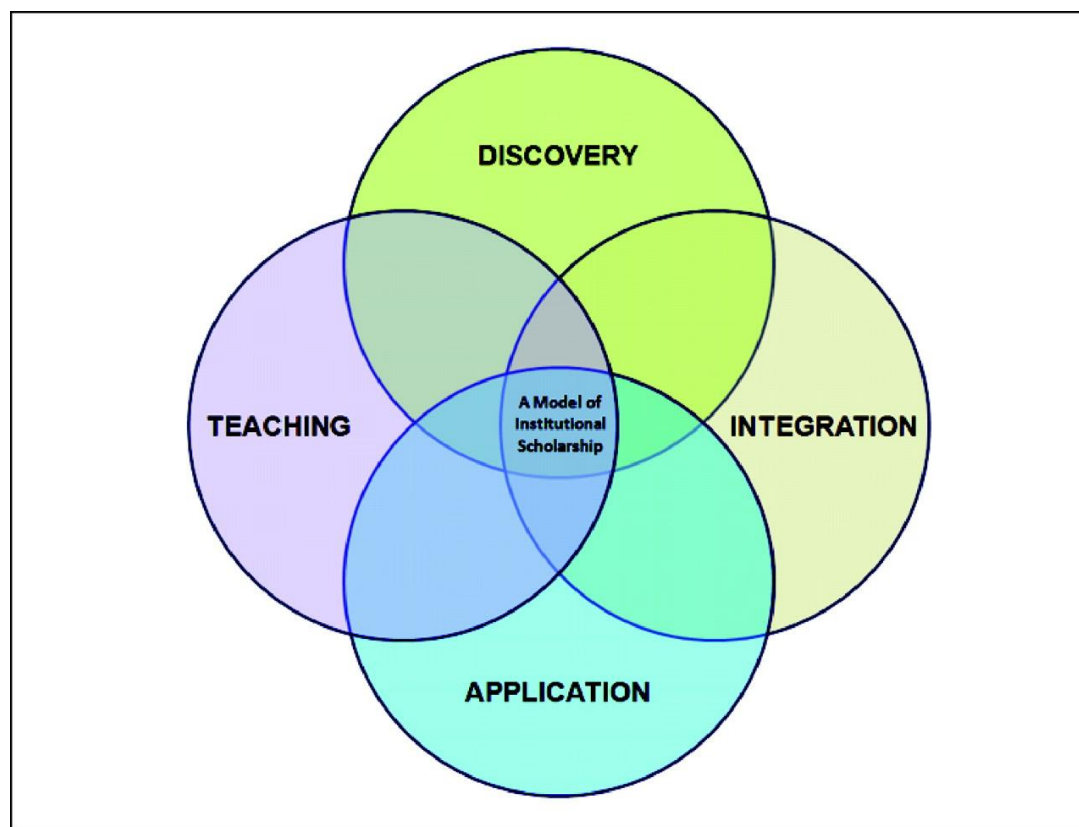 DISCOVERY
TEACHING
A Model of
Institutional
Scholarship
INTEGRATION
APPLICATION